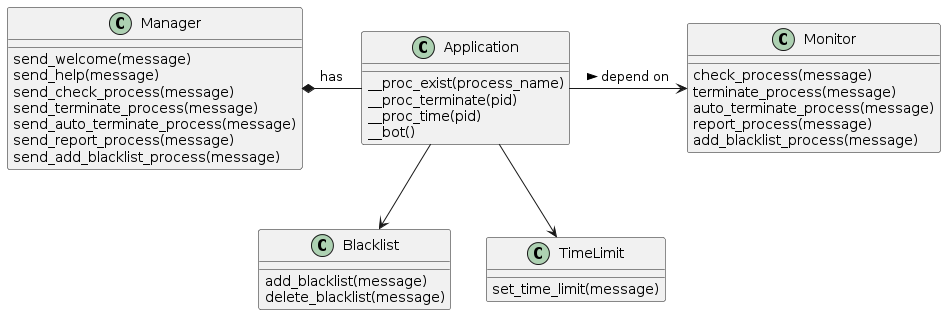 C Manager
send_welcome(message)
send_help(message)
send_check_process(message)
send_terminate_process(message)
send_auto_terminate_process(message)
send_report_process(message)
send_add_blacklist_process(message)
has
C Application
__proc_exist(process_name)
__proc_terminate(pid)
__proc_time(pid)
__bot()
depend on
C Monitor
check_process(message)
terminate_process(message)
auto_terminate_process(message)
report_process(message)
add_blacklist_process(message)
C Blacklist
add_blacklist(message)
delete_blacklist(message)
C TimeLimit
set_time_limit(message)